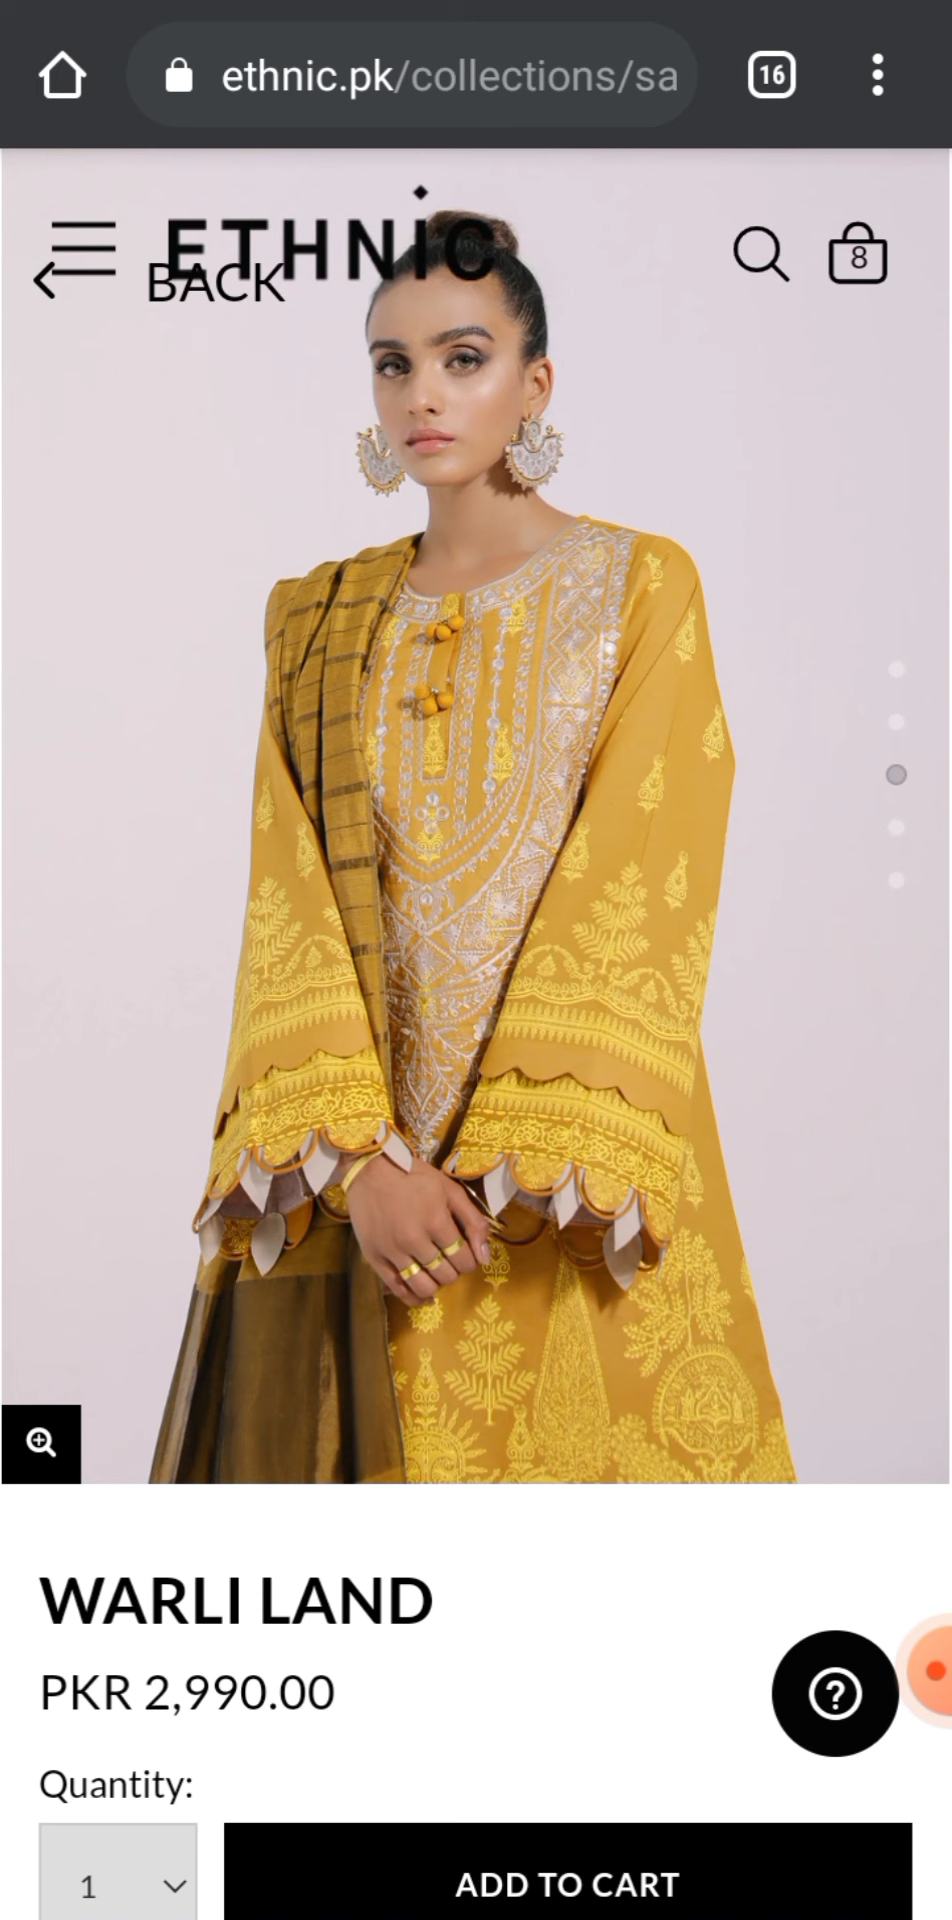 ethnic.pk/collections/sa
16
ETHNiC
8
BACK
WARLI LAND
PKR 2,990.00
?
Quantity:
1
ADD TO CART